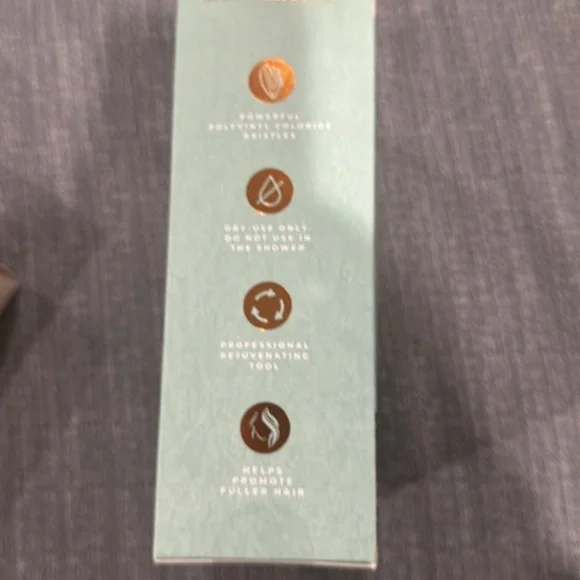 POWERFUL
POLYVINYL CHLORIDE
BRISTLES
DRY-USE ONLY.
DO NOT USE IN
THE SHOWER
PROFESSIONAL
REJUVENATING
TOOL
HELPS
PROMOTE
FULLER HAIR